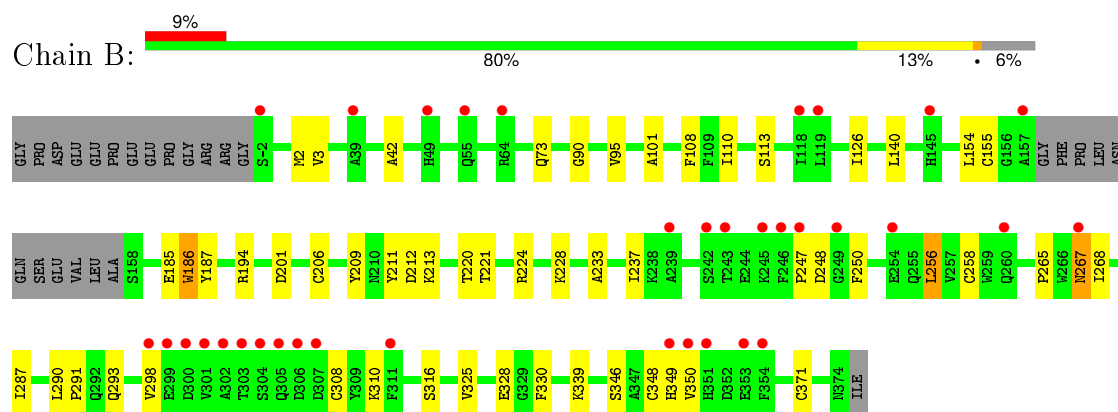 9%
Chain B:
80% 13% • 6%
GLY PRO ASP GLU GLU PRO GLU GLU PRO GLY ARG ARG GLY S-2 M2 V3 A39 A42 H49 Q55 R64 Q73 G90 V95 A101 F108 F109 I110 S113 I118 L119 I126 L140 H145 L154 C155 G156 A157 GLY PHE PRO LEU ASN
GLN SER GLU VAL LEU ALA S158 E185 W186 Y187 R194 D201 C206 Y209 N210 Y211 D212 K213 T220 T221 R224 K228 A233 I237 K238 A239 S242 T243 E244 K245 F246 P247 D248 G249 F250 E254 Q255 L256 V257 C258 W259 Q260 P265 W266 N267 I268
I287 L290 P291 Q292 Q293 V298 E299 D300 V301 A302 T303 S304 Q305 D306 D307 C308 Y309 K310 F311 S316 V325 E328 G329 F330 K339 S346 A347 C348 H349 V350 H351 D352 E353 F354 C371 N374 ILE